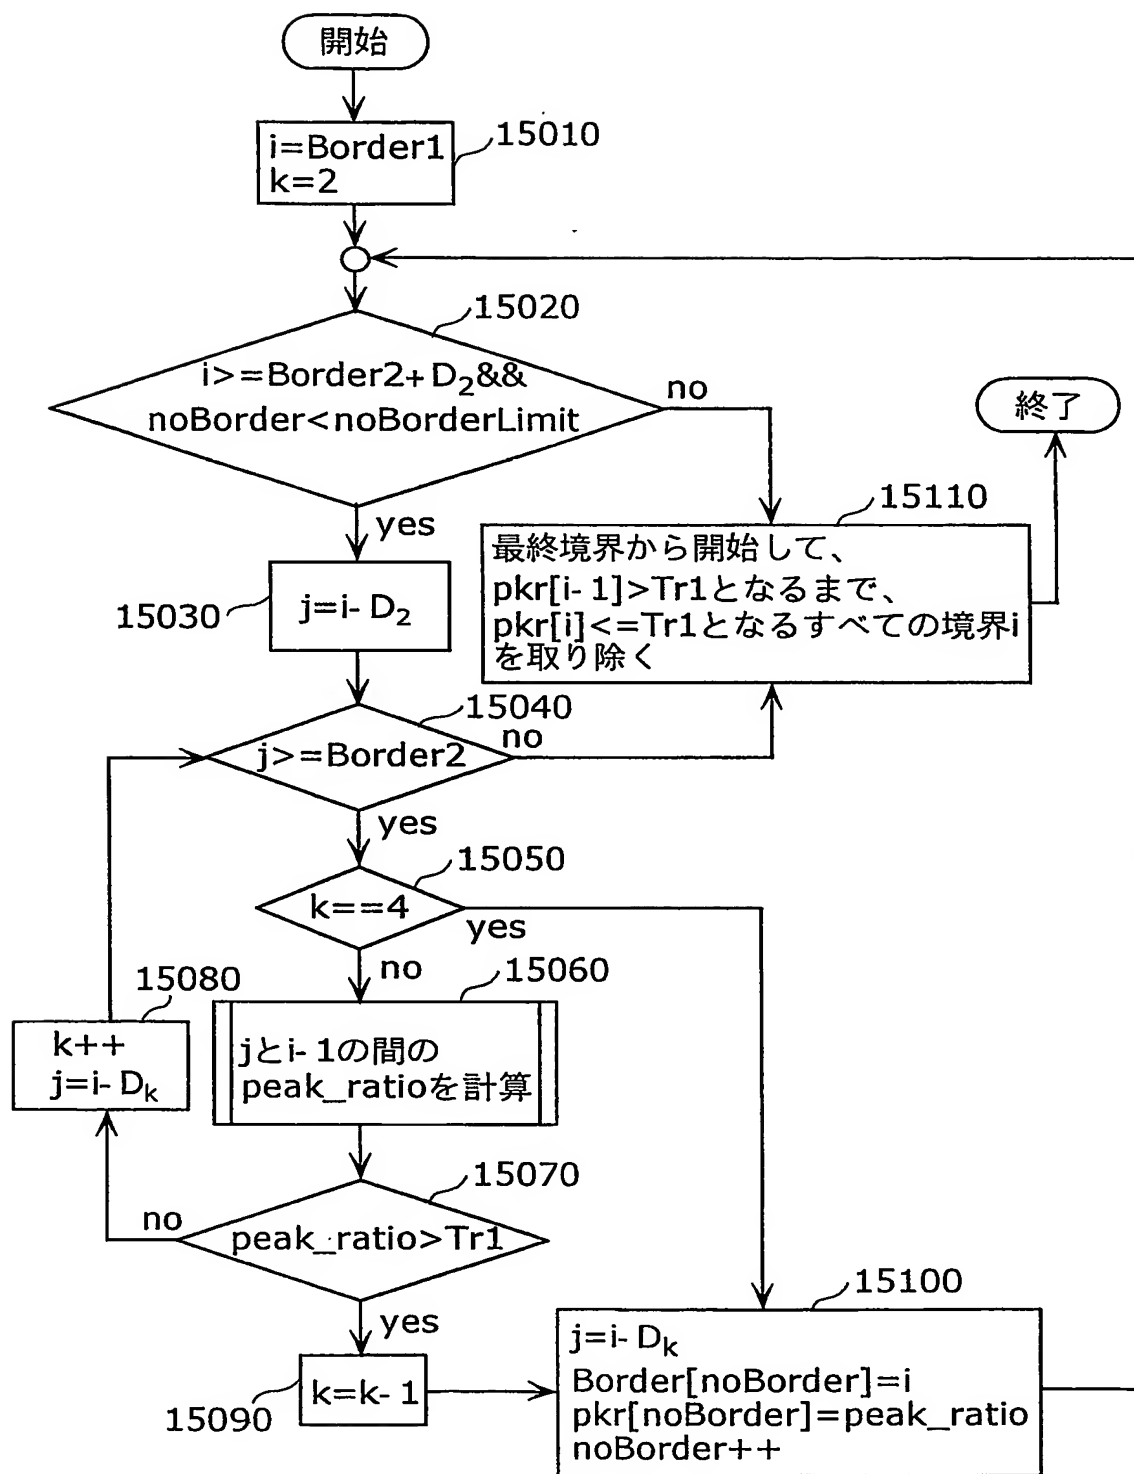 開始
i=Border1
k=2
15010
15020
i>=Border2+D₂&&
noBorder<noBorderLimit
no
終了
yes
15110
最終境界から開始して、
pkr[i-1]>Tr1となるまで、
pkr[i]<=Tr1となるすべての境界i
を取り除く
15030
j=i-D₂
15040
j>=Border2
no
yes
15050
k==4
yes
no
15060
jとi-1の間の
peak_ratioを計算
15080
k++
j=i-Dₖ
15070
peak_ratio>Tr1
no
yes
15090
k=k-1
15100
j=i-Dₖ
Border[noBorder]=i
pkr[noBorder]=peak_ratio
noBorder++